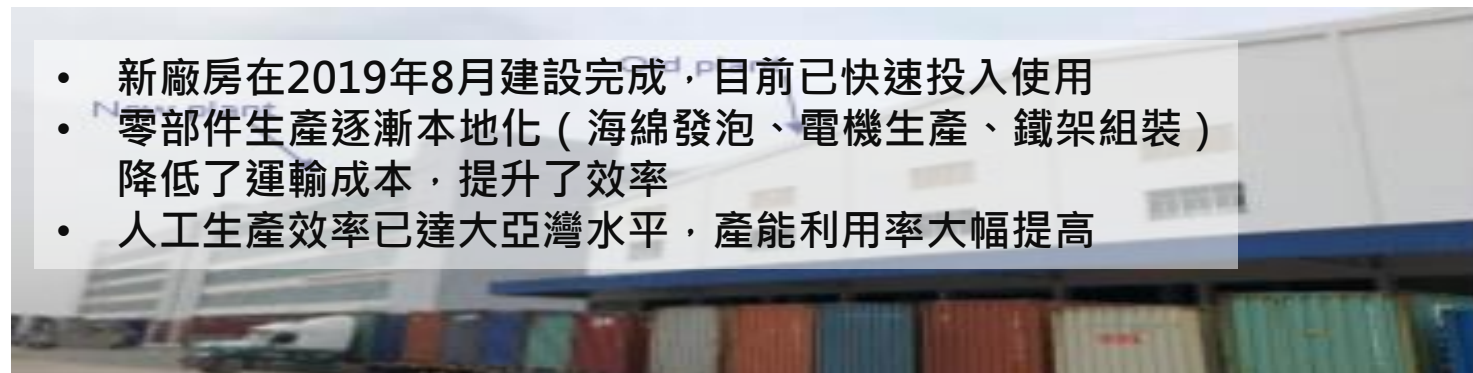 Old plant
New plant
• 新廠房在2019年8月建設完成，目前已快速投入使用
• 零部件生產逐漸本地化（海綿發泡、電機生產、鐵架組裝）
降低了運輸成本，提升了效率
• 人工生產效率已達大亞灣水平，產能利用率大幅提高